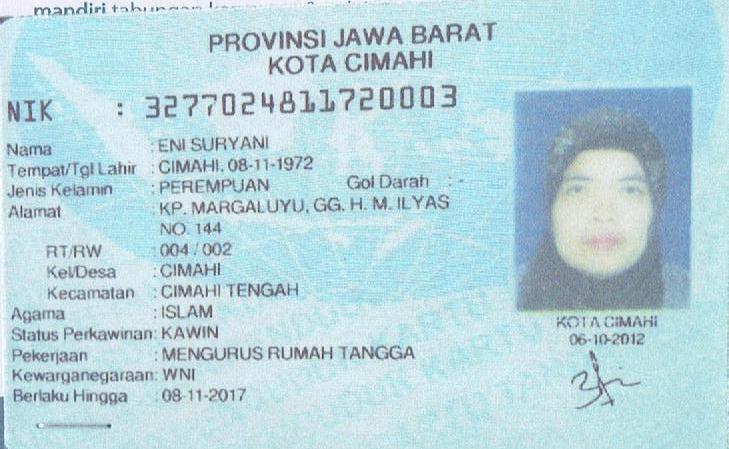 mandiri tabungan
PROVINSI JAWA BARAT
KOTA CIMAHI
NIK : 3277024811720003
Nama : ENI SURYANI
Tempat/Tgl Lahir : CIMAHI, 08-11-1972
Jenis Kelamin : PEREMPUAN Gol Darah : -
Alamat : KP. MARGALUYU, GG. H. M. ILYAS
NO. 144
RT/RW : 004 / 002
Kel/Desa : CIMAHI
Kecamatan : CIMAHI TENGAH
Agama : ISLAM
Status Perkawinan: KAWIN
Pekerjaan : MENGURUS RUMAH TANGGA
Kewarganegaraan: WNI
Berlaku Hingga : 08-11-2017
KOTA CIMAHI
06-10-2012